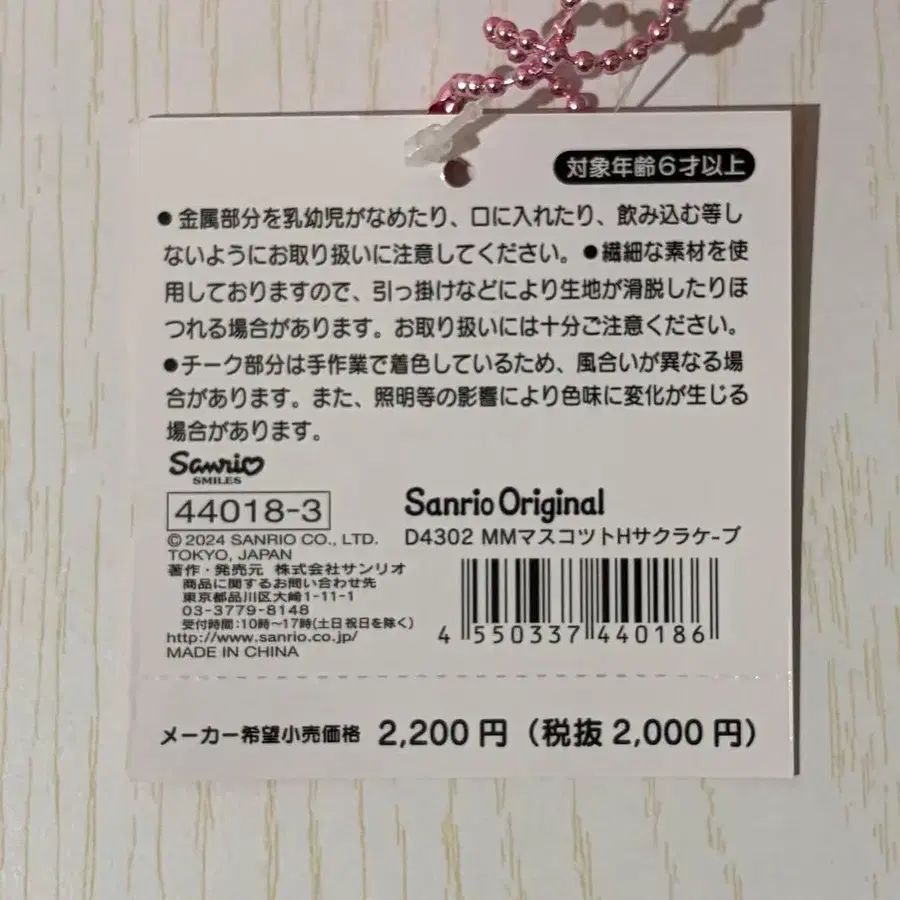 対象年齢6才以上
●金属部分を乳幼児がなめたり、口に入れたり、飲み込む等し
ないようにお取り扱いに注意してください。●繊細な素材を使
用しておりますので、引っ掛けなどにより生地が滑脱したりほ
つれる場合があります。お取り扱いには十分ご注意ください。
●チーク部分は手作業で着色しているため、風合いが異なる場
合があります。また、照明等の影響により色味に変化が生じる
場合があります。
Sanrio
SMILES
44018-3
Sanrio Original
D4302 MMマスコットHサクラケ-プ
© 2024 SANRIO CO., LTD.
TOKYO, JAPAN
著作・発売元 株式会社サンリオ
商品に関するお問い合わせ先
東京都品川区大崎1-11-1
03-3779-8148
受付時間:10時~17時(土日祝日を除く)
http://www.sanrio.co.jp/
MADE IN CHINA
4 550337 440186
メーカー希望小売価格 2,200円(税抜2,000円)